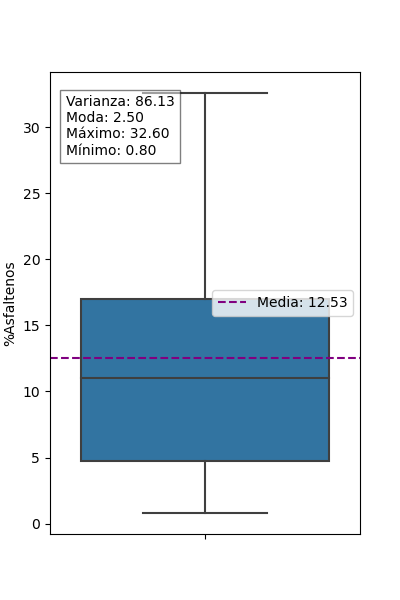 Varianza: 86.13
Moda: 2.50
Máximo: 32.60
Mínimo: 0.80
Media: 12.53
%Asfaltenos
30
25
20
15
10
5
0